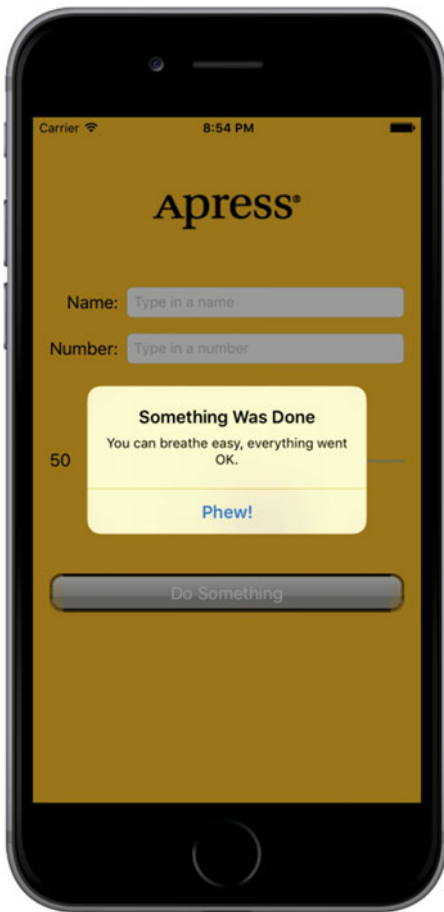 Carrier 8:54 PM
Apress®
Name: Type in a name
Number: Type in a number
Something Was Done
You can breathe easy, everything went
OK.
50
Phew!
Do Something